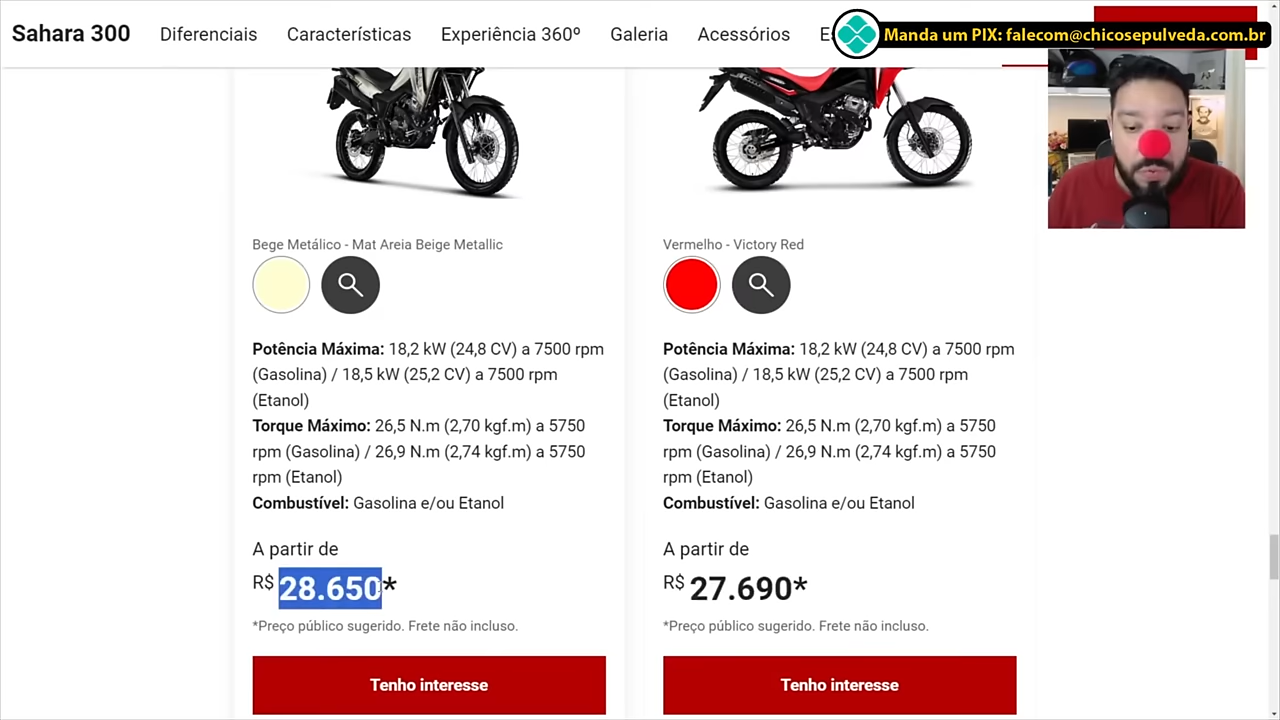 Sahara 300
Diferenciais
Características
Experiência 360º
Galeria
Acessórios
Manda um PIX: falecom@chicosepulveda.com.br
Bege Metálico - Mat Areia Beige Metallic
Potência Máxima: 18,2 kW (24,8 CV) a 7500 rpm
(Gasolina) / 18,5 kW (25,2 CV) a 7500 rpm
(Etanol)
Torque Máximo: 26,5 N.m (2,70 kgf.m) a 5750
rpm (Gasolina) / 26,9 N.m (2,74 kgf.m) a 5750
rpm (Etanol)
Combustível: Gasolina e/ou Etanol
A partir de
R$ 28.650*
*Preço público sugerido. Frete não incluso.
Tenho interesse
Vermelho - Victory Red
Potência Máxima: 18,2 kW (24,8 CV) a 7500 rpm
(Gasolina) / 18,5 kW (25,2 CV) a 7500 rpm
(Etanol)
Torque Máximo: 26,5 N.m (2,70 kgf.m) a 5750
rpm (Gasolina) / 26,9 N.m (2,74 kgf.m) a 5750
rpm (Etanol)
Combustível: Gasolina e/ou Etanol
A partir de
R$ 27.690*
*Preço público sugerido. Frete não incluso.
Tenho interesse